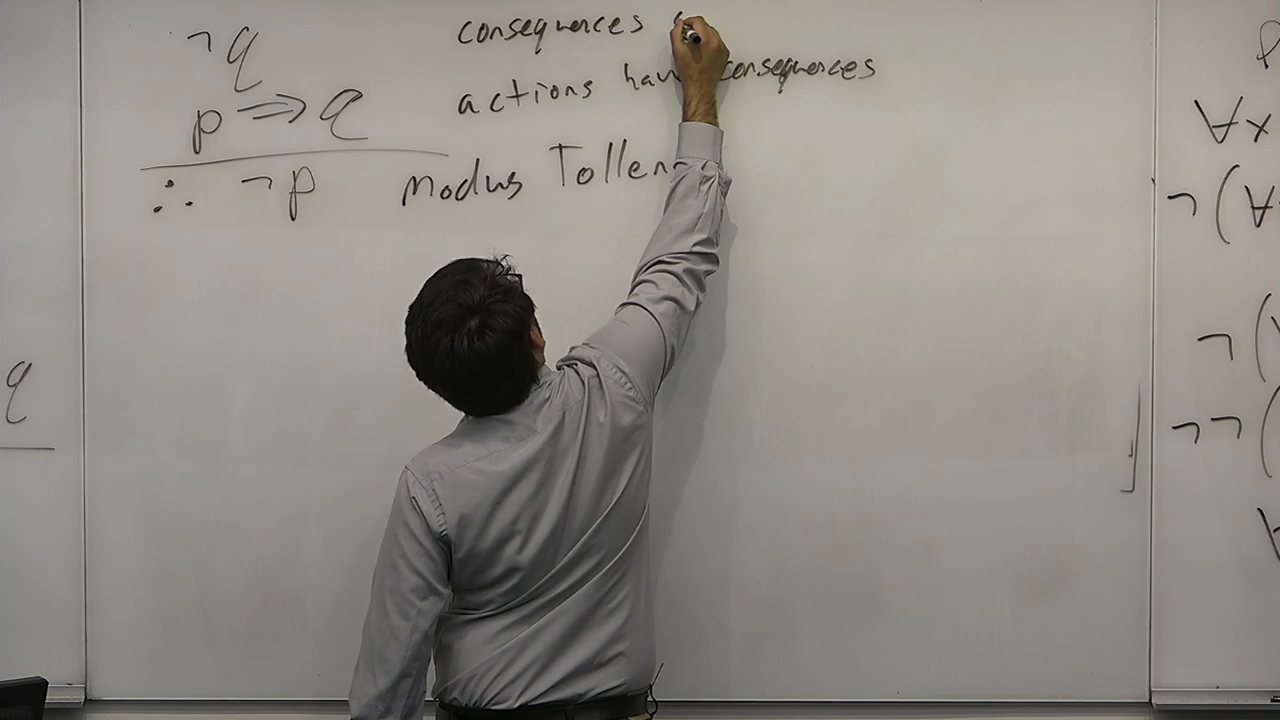 q
¬q
p ⇒ q
∴ ¬p
consequences
actions have consequences
Modus Tollens
∀x
¬(∀
¬(
¬¬(